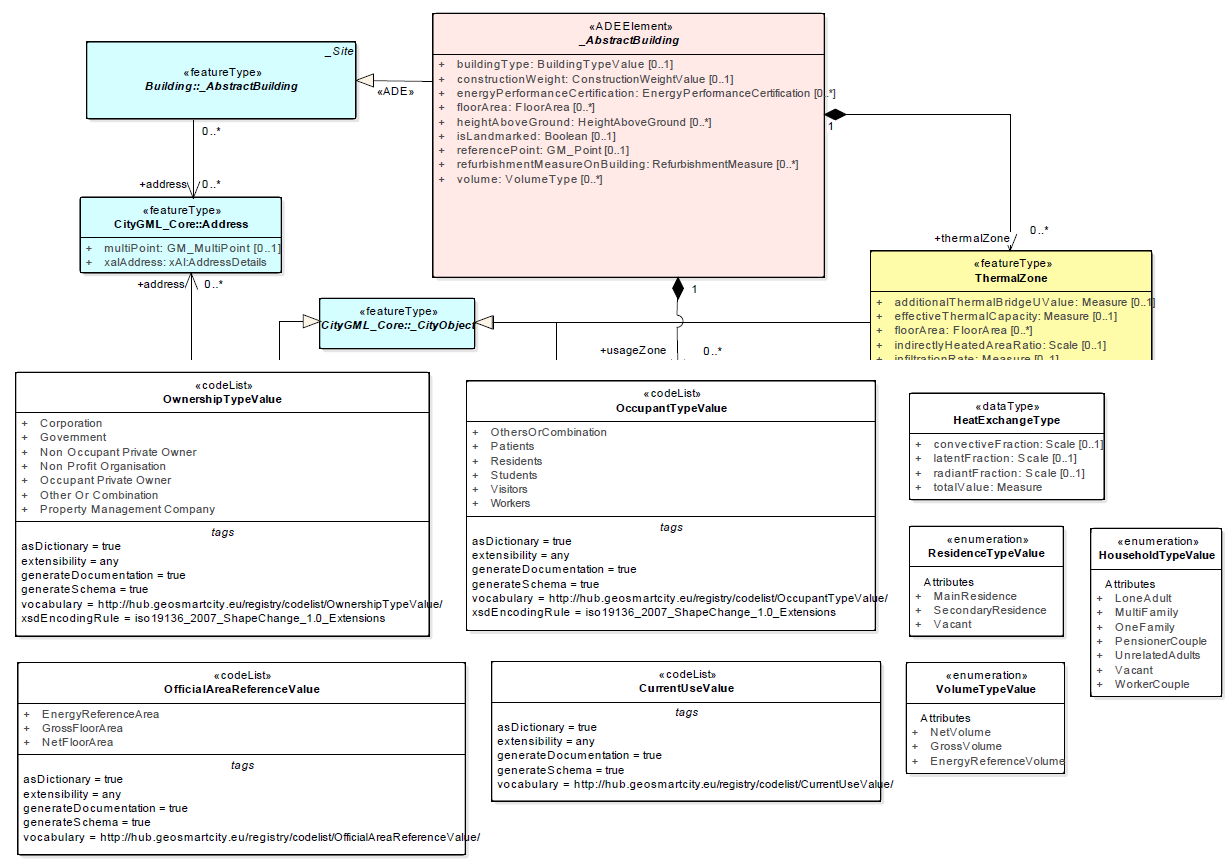 _Site
«featureType»
Building::_AbstractBuilding
«ADE»
0..*
+address
0..*
«featureType»
CityGML_Core::Address
+ multiPoint: GM_MultiPoint [0..1]
+ xalAddress: xAl:AddressDetails
+address
0..*
«ADEElement»
_AbstractBuilding
+ buildingType: BuildingTypeValue [0..1]
+ constructionWeight: ConstructionWeightValue [0..1]
+ energyPerformanceCertification: EnergyPerformanceCertification [0..*]
+ floorArea: FloorArea [0..*]
+ heightAboveGround: HeightAboveGround [0..*]
+ isLandmarked: Boolean [0..1]
+ referencePoint: GM_Point [0..1]
+ refurbishmentMeasureOnBuilding: RefurbishmentMeasure [0..*]
+ volume: VolumeType [0..*]
1
+thermalZone
0..*
1
«featureType»
CityGML_Core::_CityObject
+usageZone
0..*
«featureType»
ThermalZone
+ additionalThermalBridgeUValue: Measure [0..1]
+ effectiveThermalCapacity: Measure [0..1]
+ floorArea: FloorArea [0..*]
+ indirectlyHeatedAreaRatio: Scale [0..1]
+ infiltrationRate: Measure [0..1]
«codeList»
OwnershipTypeValue
+ Corporation
+ Government
+ Non Occupant Private Owner
+ Non Profit Organisation
+ Occupant Private Owner
+ Other Or Combination
+ Property Management Company
tags
asDictionary = true
extensibility = any
generateDocumentation = true
generateSchema = true
vocabulary = http://hub.geosmartcity.eu/registry/codelist/OwnershipTypeValue/
xsdEncodingRule = iso19136_2007_ShapeChange_1.0_Extensions
«codeList»
OccupantTypeValue
+ OthersOrCombination
+ Patients
+ Residents
+ Students
+ Visitors
+ Workers
tags
asDictionary = true
extensibility = any
generateDocumentation = true
generateSchema = true
vocabulary = http://hub.geosmartcity.eu/registry/codelist/OccupantTypeValue/
xsdEncodingRule = iso19136_2007_ShapeChange_1.0_Extensions
«dataType»
HeatExchangeType
+ convectiveFraction: Scale [0..1]
+ latentFraction: Scale [0..1]
+ radiantFraction: Scale [0..1]
+ totalValue: Measure
«enumeration»
ResidenceTypeValue
Attributes
+ MainResidence
+ SecondaryResidence
+ Vacant
«enumeration»
HouseholdTypeValue
Attributes
+ LoneAdult
+ MultiFamily
+ OneFamily
+ PensionerCouple
+ UnrelatedAdults
+ Vacant
+ WorkerCouple
«codeList»
OfficialAreaReferenceValue
+ EnergyReferenceArea
+ GrossFloorArea
+ NetFloorArea
tags
asDictionary = true
extensibility = any
generateDocumentation = true
generateSchema = true
vocabulary = http://hub.geosmartcity.eu/registry/codelist/OfficialAreaReferenceValue/
«codeList»
CurrentUseValue
tags
asDictionary = true
extensibility = any
generateDocumentation = true
generateSchema = true
vocabulary = http://hub.geosmartcity.eu/registry/codelist/CurrentUseValue/
«enumeration»
VolumeTypeValue
Attributes
+ NetVolume
+ GrossVolume
+ EnergyReferenceVolume